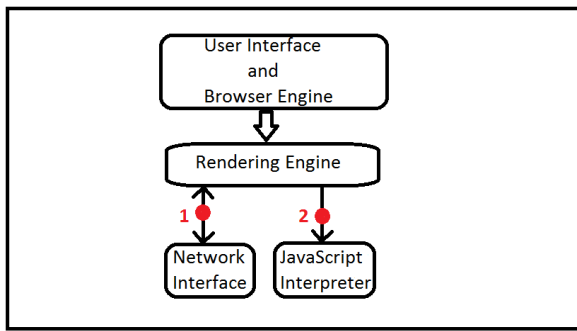 User Interface
and
Browser Engine
Rendering Engine
1
2
Network
Interface
JavaScript
Interpreter